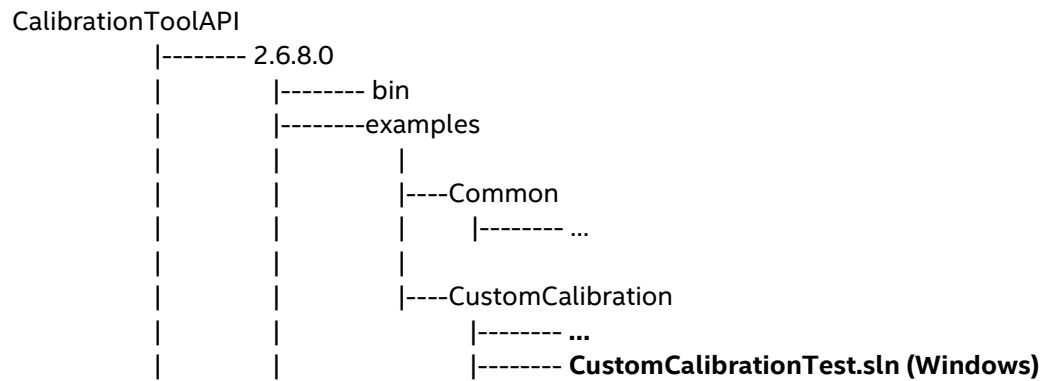 CalibrationToolAPI
|-------- 2.6.8.0
| |-------- bin
| |--------examples
| | |
| | |----Common
| | | |-------- ...
| | |
| | |----CustomCalibration
| | |-------- ...
| | |-------- CustomCalibrationTest.sln (Windows)